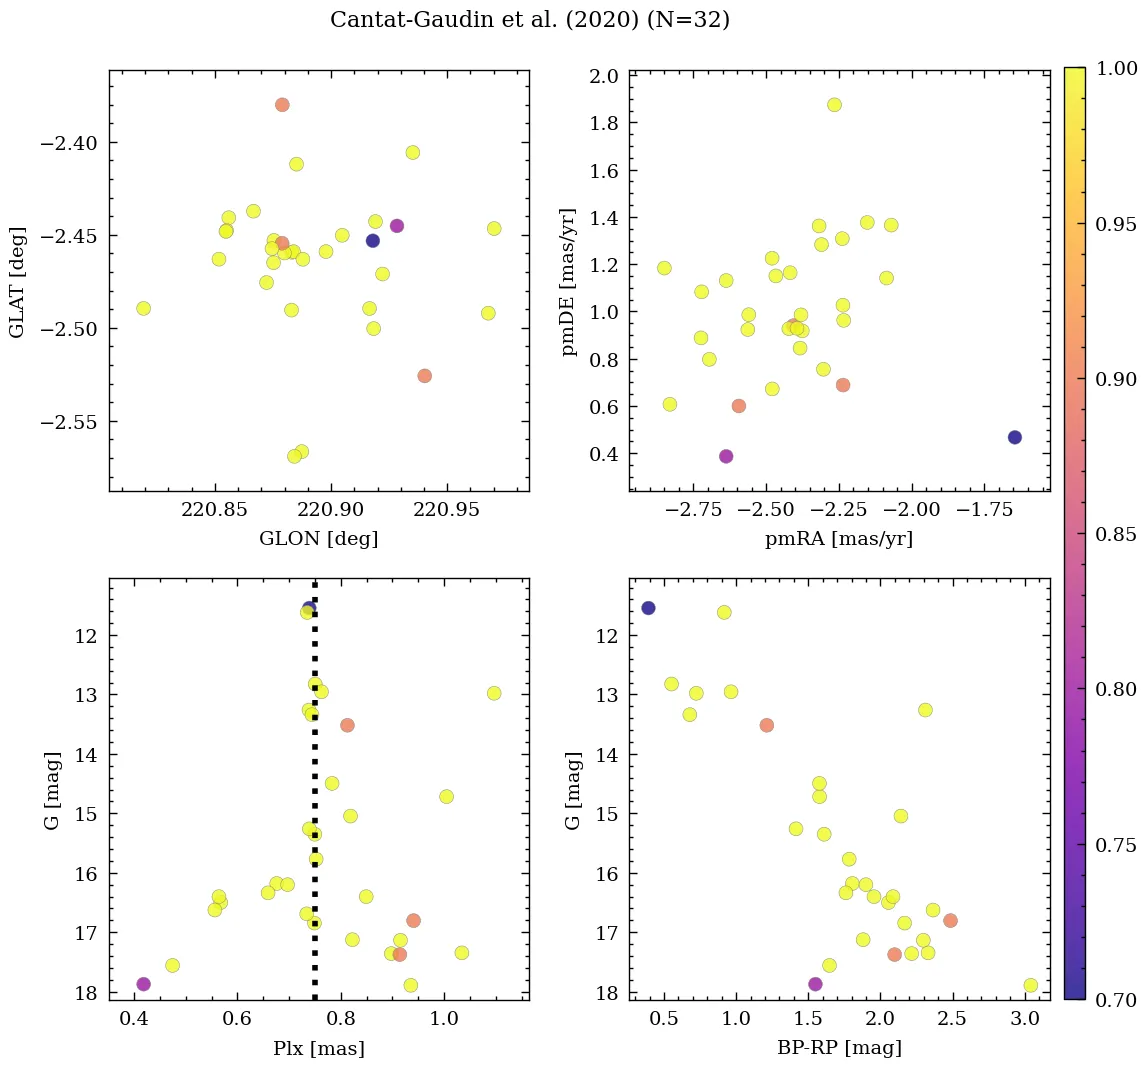 Cantat-Gaudin et al. (2020) (N=32)
−2.40
−2.45
−2.50
−2.55
GLAT [deg]
220.85 220.90 220.95
GLON [deg]
2.0
1.8
1.6
1.4
1.2
1.0
0.8
0.6
0.4
pmDE [mas/yr]
−2.75 −2.50 −2.25 −2.00 −1.75
pmRA [mas/yr]
12
13
14
15
16
17
18
G [mag]
0.4 0.6 0.8 1.0
Plx [mas]
12
13
14
15
16
17
18
G [mag]
0.5 1.0 1.5 2.0 2.5 3.0
BP-RP [mag]
1.00
0.95
0.90
0.85
0.80
0.75
0.70